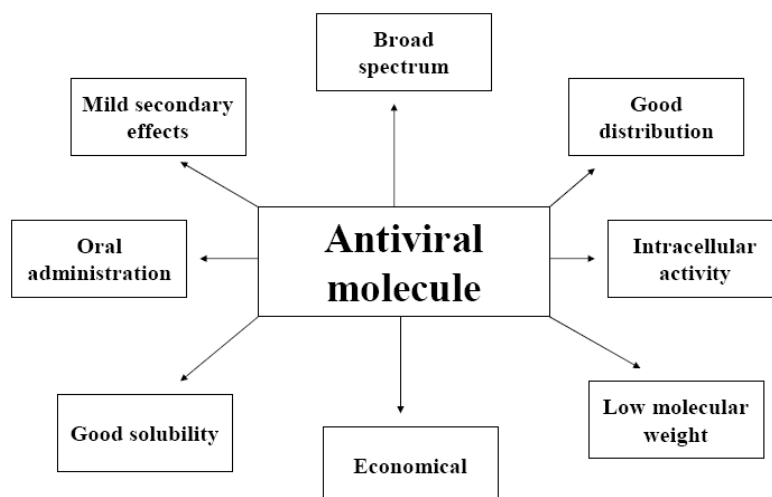 Broad
spectrum
Mild secondary
effects
Good
distribution
Antiviral
molecule
Oral
administration
Intracellular
activity
Good solubility
Low molecular
weight
Economical